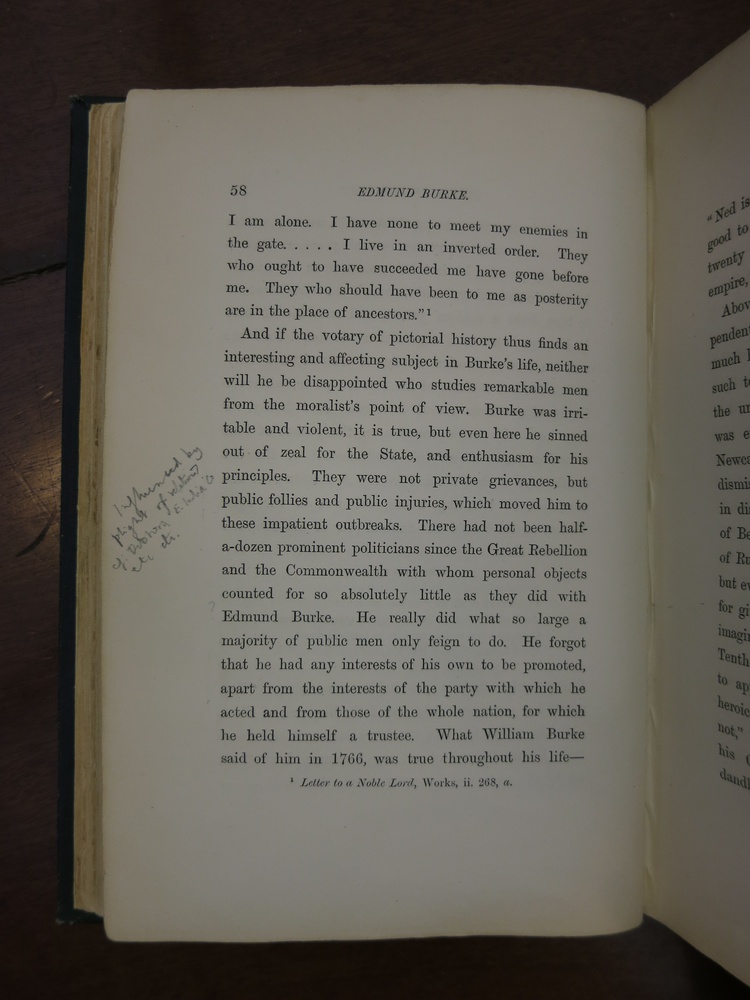 58
EDMUND BURKE.
I am alone. I have none to meet my enemies in
the gate. . . . . I live in an inverted order. They
who ought to have succeeded me have gone before
me. They who should have been to me as posterity
are in the place of ancestors."¹
And if the votary of pictorial history thus finds an
interesting and affecting subject in Burke's life, neither
will he be disappointed who studies remarkable men
from the moralist's point of view. Burke was irri-
table and violent, it is true, but even here he sinned
out of zeal for the State, and enthusiasm for his
principles. They were not private grievances, but
public follies and public injuries, which moved him to
these impatient outbreaks. There had not been half-
a-dozen prominent politicians since the Great Rebellion
and the Commonwealth with whom personal objects
counted for so absolutely little as they did with
Edmund Burke. He really did what so large a
majority of public men only feign to do. He forgot
that he had any interests of his own to be promoted,
apart from the interests of the party with which he
acted and from those of the whole nation, for which
he held himself a trustee. What William Burke
said of him in 1766, was true throughout his life—
¹ Letter to a Noble Lord, Works, ii. 268, a.
by
of
E. India
etc. etc.
"Ned is
good to
twenty
empire,
Abov
pendent
much
such to
the un
was e
Newca
dismi
in di
of Be
of Ru
but ev
for gi
imagin
Tenth
to ap
heroic
not,"
his
dandl